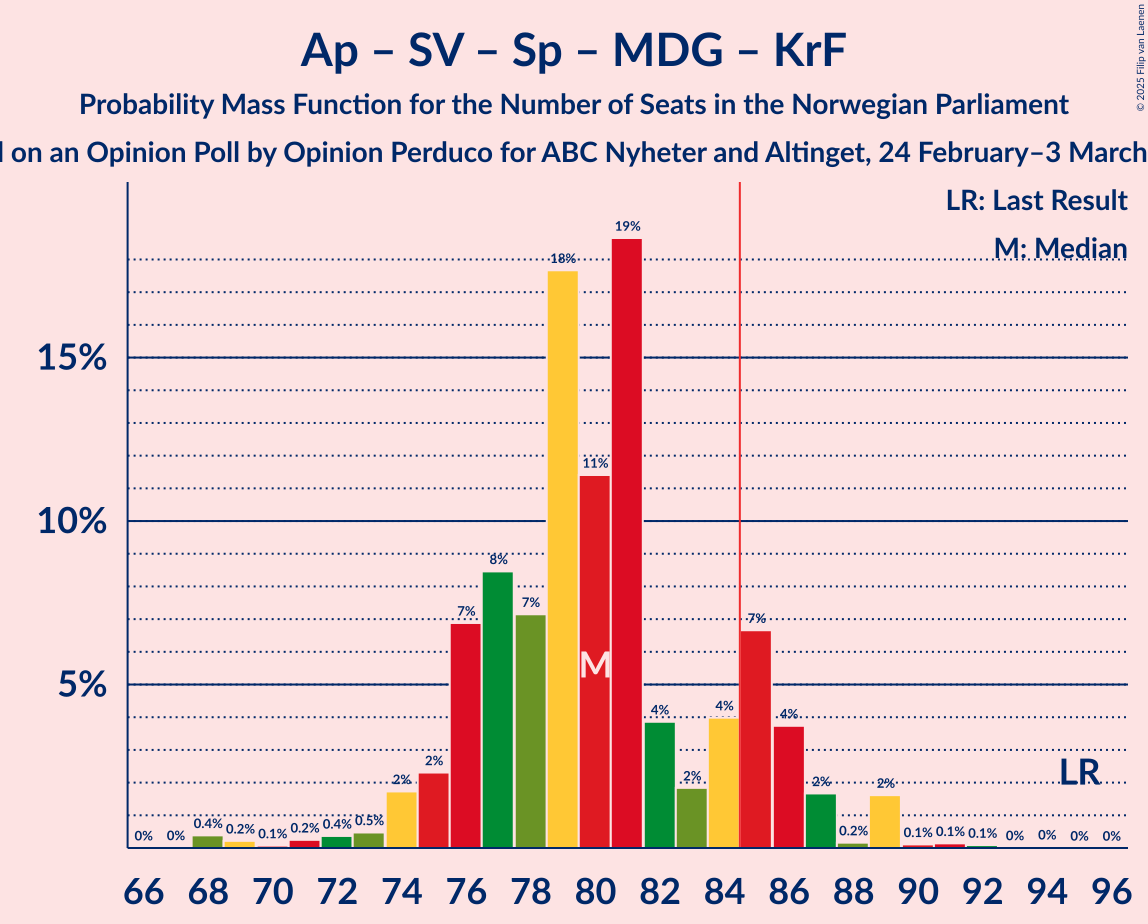 Ap – SV – Sp – MDG – KrF
Probability Mass Function for the Number of Seats in the Norwegian Parliament
on an Opinion Poll by Opinion Perduco for ABC Nyheter and Altinget, 24 February–3 March
© 2025 Filip van Laenen
LR: Last Result
M: Median
15%
10%
5%
0% 0% 0.4% 0.2% 0.1% 0.2% 0.4% 0.5% 2% 2% 7% 8% 7% 18% 11% 19% 4% 2% 4% 7% 4% 2% 0.2% 2% 0.1% 0.1% 0.1% 0% 0% 0% 0%
M
LR
66 68 70 72 74 76 78 80 82 84 86 88 90 92 94 96